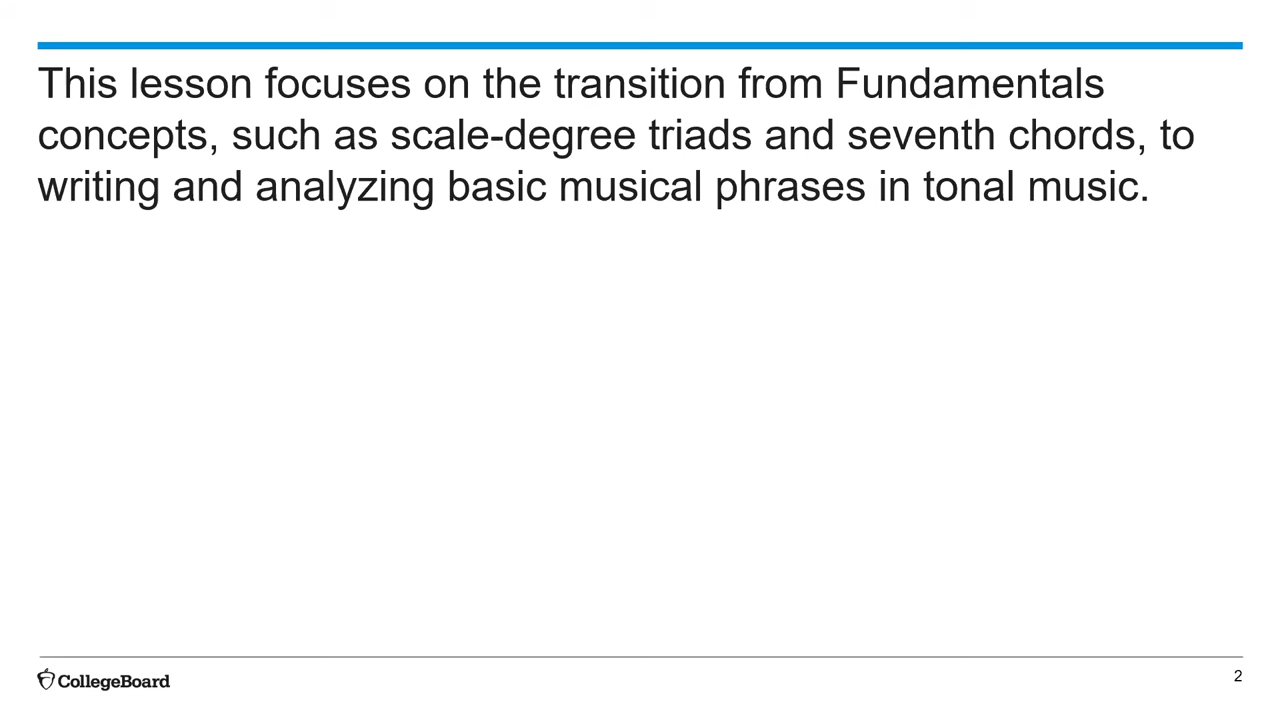 This lesson focuses on the transition from Fundamentals
concepts, such as scale-degree triads and seventh chords, to
writing and analyzing basic musical phrases in tonal music.
CollegeBoard
2